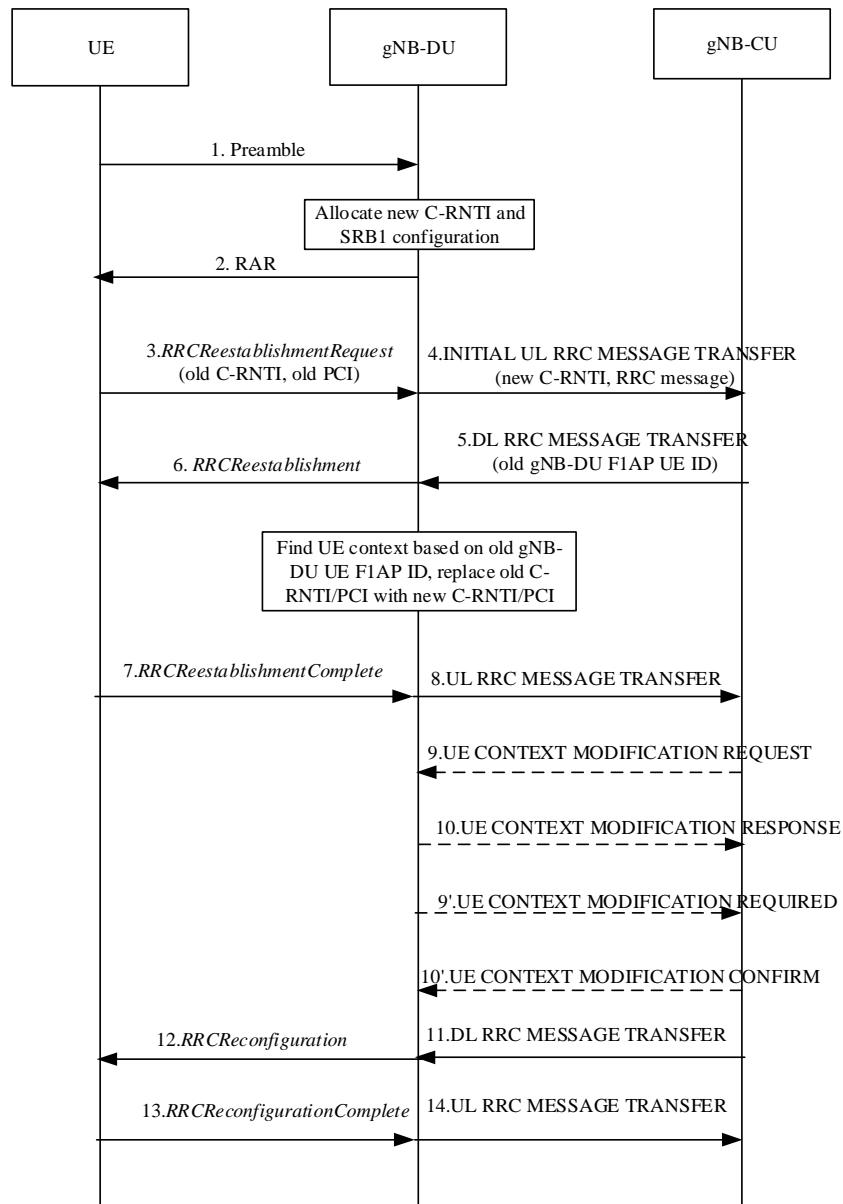 UE
gNB-DU
gNB-CU
1. Preamble
Allocate new C-RNTI and
SRB1 configuration
2. RAR
3.RRCReestablishmentRequest
(old C-RNTI, old PCI)
4.INITIAL UL RRC MESSAGE TRANSFER
(new C-RNTI, RRC message)
5.DL RRC MESSAGE TRANSFER
(old gNB-DU F1AP UE ID)
6. RRCReestablishment
Find UE context based on old gNB-
DU UE F1AP ID, replace old C-
RNTI/PCI with new C-RNTI/PCI
7.RRCReestablishmentComplete
8.UL RRC MESSAGE TRANSFER
9.UE CONTEXT MODIFICATION REQUEST
10.UE CONTEXT MODIFICATION RESPONSE
9'.UE CONTEXT MODIFICATION REQUIRED
10'.UE CONTEXT MODIFICATION CONFIRM
11.DL RRC MESSAGE TRANSFER
12.RRCReconfiguration
13.RRCReconfigurationComplete
14.UL RRC MESSAGE TRANSFER